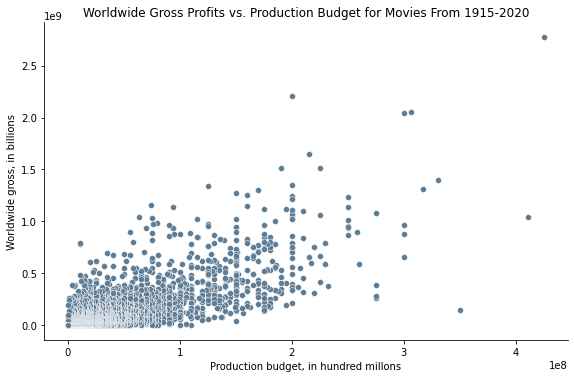 Worldwide Gross Profits vs. Production Budget for Movies From 1915-2020
1e9
2.5
2.0
1.5
1.0
0.5
0.0
Worldwide gross, in billions
0
1
2
3
4
1e8
Production budget, in hundred millons